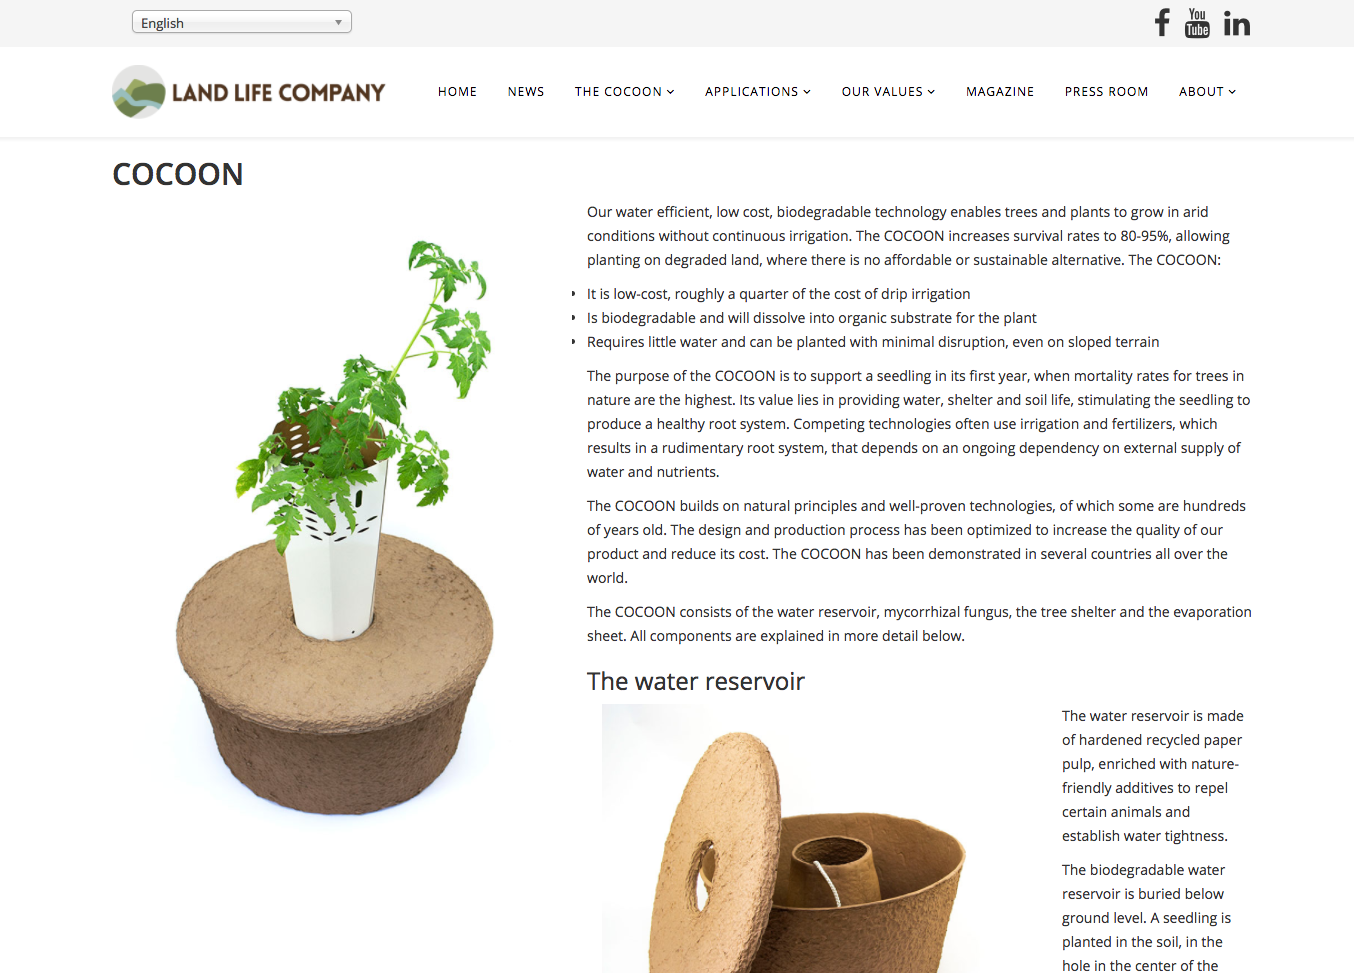 English
LAND LIFE COMPANY
HOME NEWS THE COCOON APPLICATIONS OUR VALUES MAGAZINE PRESS ROOM ABOUT
You
Tube
COCOON
Our water efficient, low cost, biodegradable technology enables trees and plants to grow in arid
conditions without continuous irrigation. The COCOON increases survival rates to 80-95%, allowing
planting on degraded land, where there is no affordable or sustainable alternative. The COCOON:
It is low-cost, roughly a quarter of the cost of drip irrigation
Is biodegradable and will dissolve into organic substrate for the plant
Requires little water and can be planted with minimal disruption, even on sloped terrain
The purpose of the COCOON is to support a seedling in its first year, when mortality rates for trees in
nature are the highest. Its value lies in providing water, shelter and soil life, stimulating the seedling to
produce a healthy root system. Competing technologies often use irrigation and fertilizers, which
results in a rudimentary root system, that depends on an ongoing dependency on external supply of
water and nutrients.
The COCOON builds on natural principles and well-proven technologies, of which some are hundreds
of years old. The design and production process has been optimized to increase the quality of our
product and reduce its cost. The COCOON has been demonstrated in several countries all over the
world.
The COCOON consists of the water reservoir, mycorrhizal fungus, the tree shelter and the evaporation
sheet. All components are explained in more detail below.
The water reservoir
The water reservoir is made
of hardened recycled paper
pulp, enriched with nature-
friendly additives to repel
certain animals and
establish water tightness.
The biodegradable water
reservoir is buried below
ground level. A seedling is
planted in the soil, in the
hole in the center of the